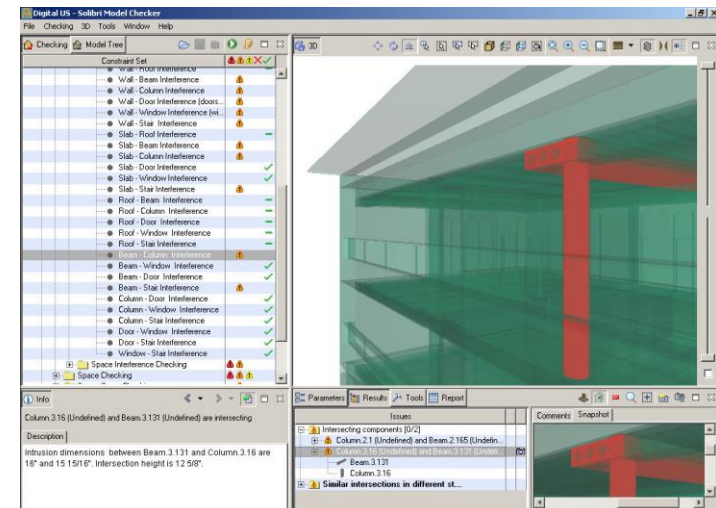 Digital US - Solibri Model Checker
File Checking 3D Tools Window Help
Checking Model Tree
3D
Constraint Set
Wall - Roof Interference
Wall - Beam Interference
Wall - Column Interference
Wall - Door Interference (doors...
Wall - Window Interference (wi...
Wall - Stair Interference
Slab - Roof Interference
Slab - Beam Interference
Slab - Column Interference
Slab - Door Interference
Slab - Window Interference
Slab - Stair Interference
Roof - Beam Interference
Roof - Column Interference
Roof - Door Interference
Roof - Window Interference
Roof - Stair Interference
Beam - Column Interference
Beam - Window Interference
Beam - Door Interference
Beam - Stair Interference
Column - Door Interference
Column - Window Interference
Column - Stair Interference
Door - Window Interference
Door - Stair Interference
Window - Stair Interference
Space Interference Checking
Space Checking
Info
Column.3.16 (Undefined) and Beam.3.131 (Undefined) are intersecting
Description
Intrusion dimensions between Beam.3.131 and Column.3.16 are
16" and 15 15/16". Intersection height is 12 5/8".
Parameters Results Tools Report
Issues
Intersecting components [0/2]
Column.2.1 (Undefined) and Beam.2.165 (Undefin...
Column.3.16 (Undefined) and Beam.3.131 (Undefi...
Beam.3.131
Column.3.16
Similar intersections in different st...
Comments Snapshot